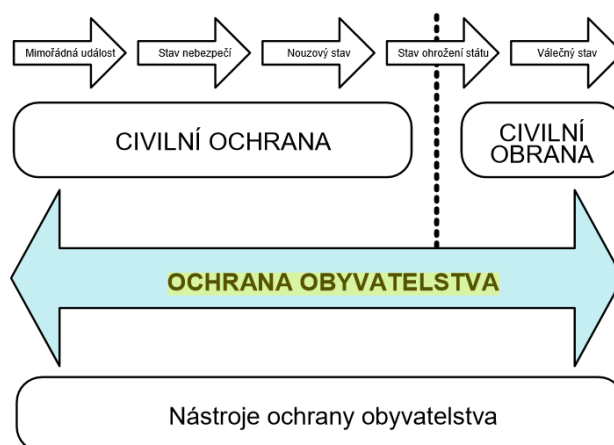 Mimořádná událost
Stav nebezpečí
Nouzový stav
Stav ohrožení státu
Válečný stav
CIVILNÍ OCHRANA
CIVILNÍ
OBRANA
OCHRANA OBYVATELSTVA
Nástroje ochrany obyvatelstva